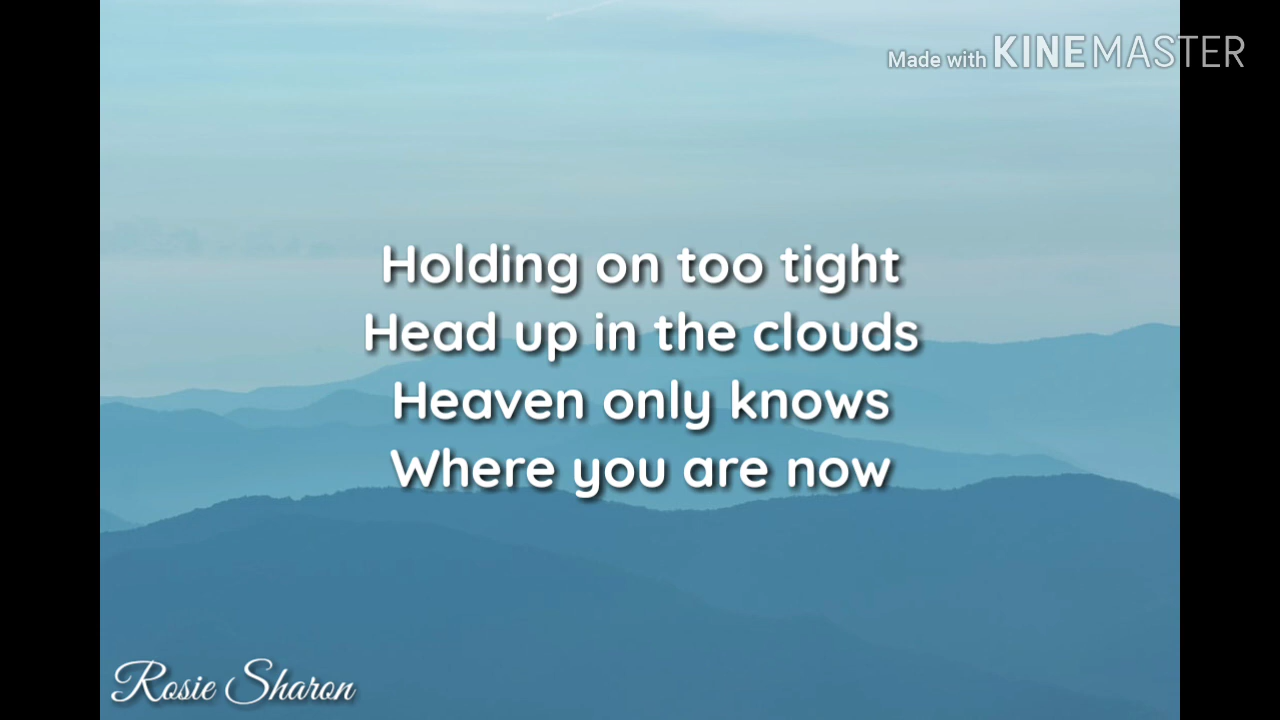 Made with KINEMASTER
Holding on too tight
Head up in the clouds
Heaven only knows
Where you are now
Rosie Sharon